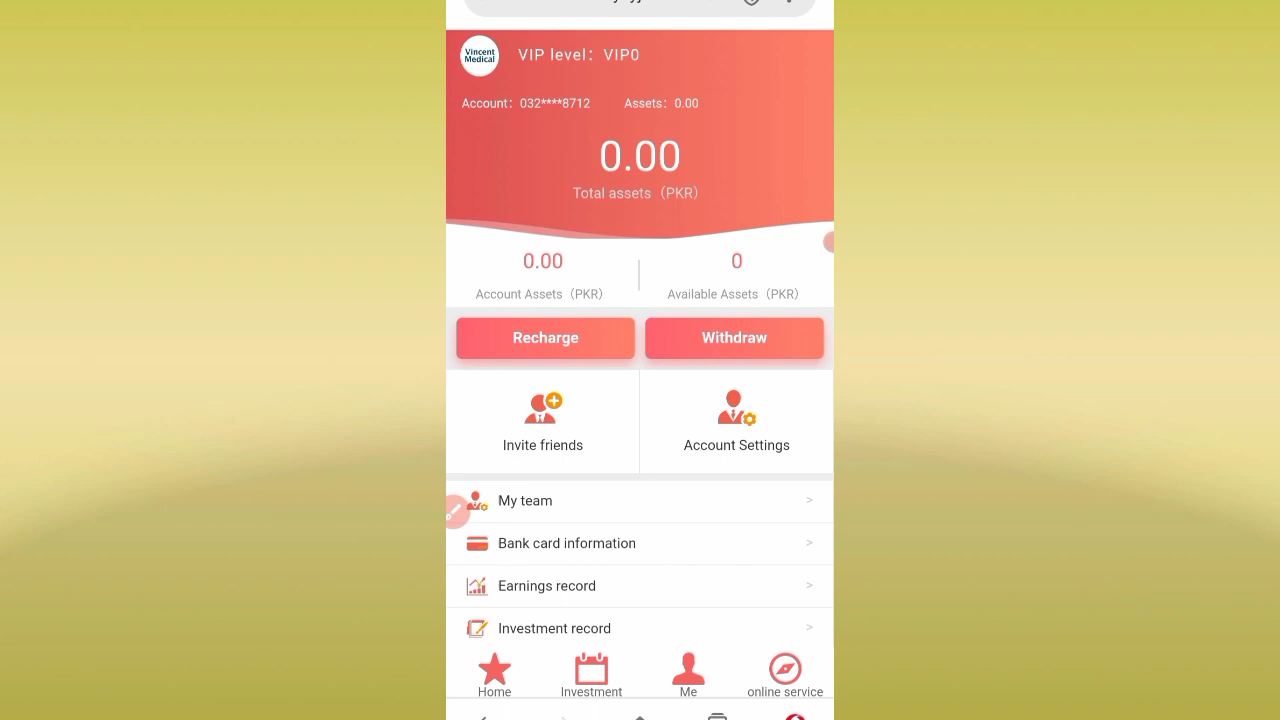 Vincent
Medical
VIP level：VIP0
Account：032****8712 Assets：0.00
0.00
Total assets（PKR）
0.00 0
Account Assets（PKR） Available Assets（PKR）
Recharge Withdraw
Invite friends Account Settings
My team >
Bank card information >
Earnings record >
Investment record >
Home Investment Me online service